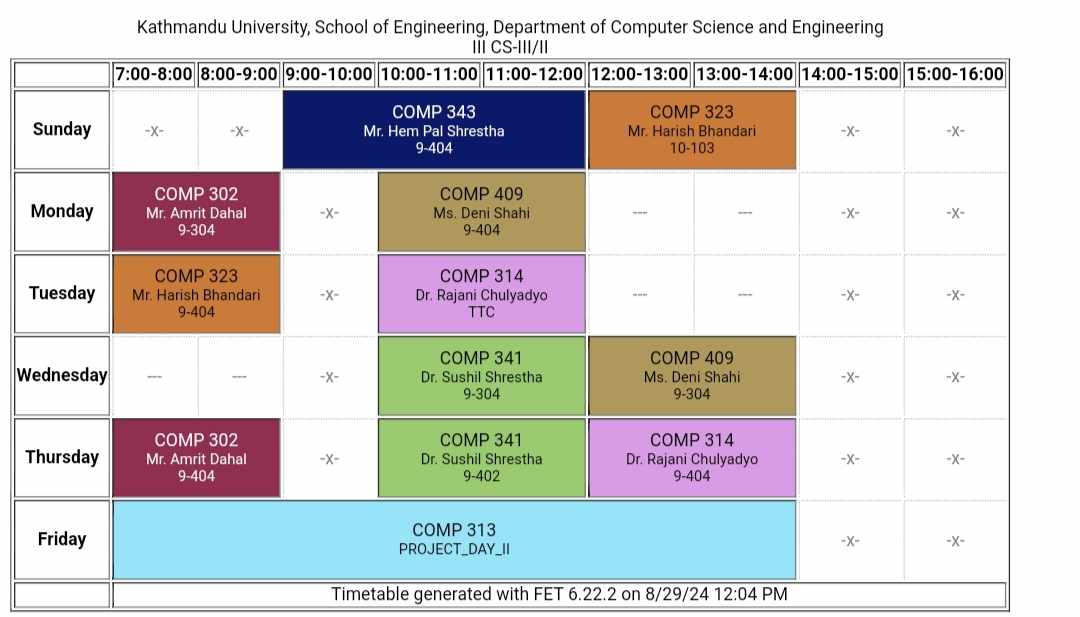 Kathmandu University, School of Engineering, Department of Computer Science and Engineering
III CS-III/II
7:00-8:00 8:00-9:00 9:00-10:00 10:00-11:00 11:00-12:00 12:00-13:00 13:00-14:00 14:00-15:00 15:00-16:00
Sunday
-x- -x-
COMP 343
Mr. Hem Pal Shrestha
9-404
COMP 323
Mr. Harish Bhandari
10-103
-x- -x-
Monday
COMP 302
Mr. Amrit Dahal
9-304
-x-
COMP 409
Ms. Deni Shahi
9-404
--- --- -x- -x-
Tuesday
COMP 323
Mr. Harish Bhandari
9-404
-x-
COMP 314
Dr. Rajani Chulyadyo
TTC
--- --- -x- -x-
Wednesday
--- --- -x-
COMP 341
Dr. Sushil Shrestha
9-304
COMP 409
Ms. Deni Shahi
9-304
-x- -x-
Thursday
COMP 302
Mr. Amrit Dahal
9-404
-x-
COMP 341
Dr. Sushil Shrestha
9-402
COMP 314
Dr. Rajani Chulyadyo
9-404
-x- -x-
Friday
COMP 313
PROJECT_DAY_II
-x- -x-
Timetable generated with FET 6.22.2 on 8/29/24 12:04 PM